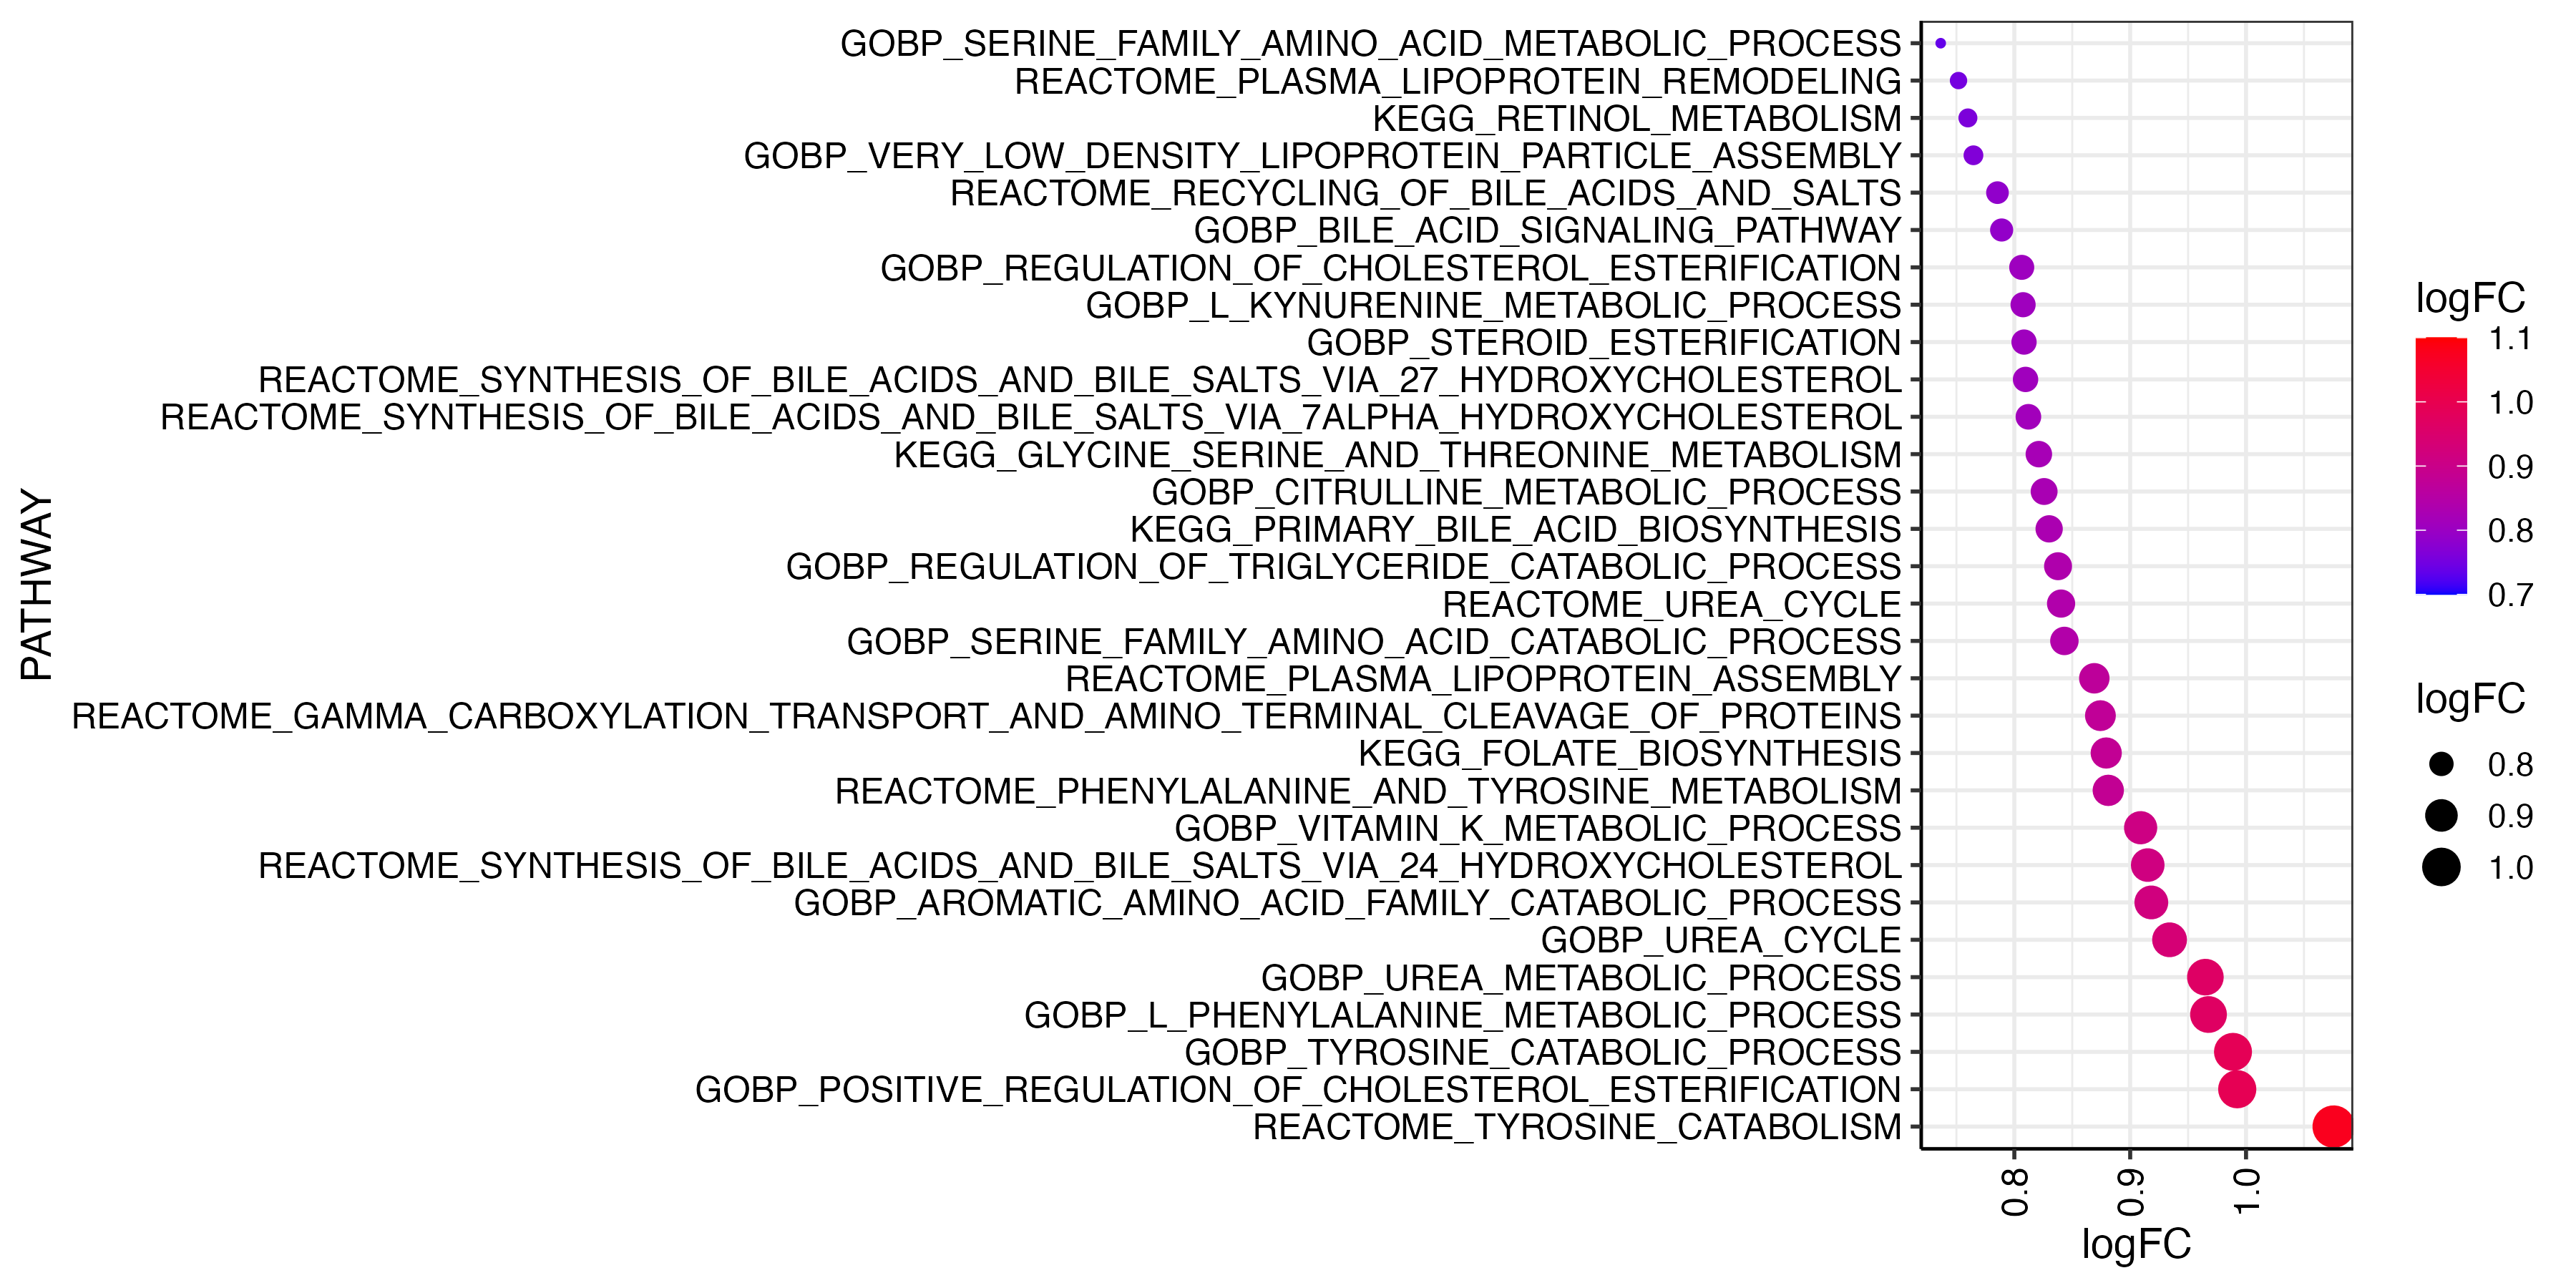 PATHWAY
GOBP_SERINE_FAMILY_AMINO_ACID_METABOLIC_PROCESS
REACTOME_PLASMA_LIPOPROTEIN_REMODELING
KEGG_RETINOL_METABOLISM
GOBP_VERY_LOW_DENSITY_LIPOPROTEIN_PARTICLE_ASSEMBLY
REACTOME_RECYCLING_OF_BILE_ACIDS_AND_SALTS
GOBP_BILE_ACID_SIGNALING_PATHWAY
GOBP_REGULATION_OF_CHOLESTEROL_ESTERIFICATION
GOBP_L_KYNURENINE_METABOLIC_PROCESS
GOBP_STEROID_ESTERIFICATION
REACTOME_SYNTHESIS_OF_BILE_ACIDS_AND_BILE_SALTS_VIA_27_HYDROXYCHOLESTEROL
REACTOME_SYNTHESIS_OF_BILE_ACIDS_AND_BILE_SALTS_VIA_7ALPHA_HYDROXYCHOLESTEROL
KEGG_GLYCINE_SERINE_AND_THREONINE_METABOLISM
GOBP_CITRULLINE_METABOLIC_PROCESS
KEGG_PRIMARY_BILE_ACID_BIOSYNTHESIS
GOBP_REGULATION_OF_TRIGLYCERIDE_CATABOLIC_PROCESS
REACTOME_UREA_CYCLE
GOBP_SERINE_FAMILY_AMINO_ACID_CATABOLIC_PROCESS
REACTOME_PLASMA_LIPOPROTEIN_ASSEMBLY
REACTOME_GAMMA_CARBOXYLATION_TRANSPORT_AND_AMINO_TERMINAL_CLEAVAGE_OF_PROTEINS
KEGG_FOLATE_BIOSYNTHESIS
REACTOME_PHENYLALANINE_AND_TYROSINE_METABOLISM
GOBP_VITAMIN_K_METABOLIC_PROCESS
REACTOME_SYNTHESIS_OF_BILE_ACIDS_AND_BILE_SALTS_VIA_24_HYDROXYCHOLESTEROL
GOBP_AROMATIC_AMINO_ACID_FAMILY_CATABOLIC_PROCESS
GOBP_UREA_CYCLE
GOBP_UREA_METABOLIC_PROCESS
GOBP_L_PHENYLALANINE_METABOLIC_PROCESS
GOBP_TYROSINE_CATABOLIC_PROCESS
GOBP_POSITIVE_REGULATION_OF_CHOLESTEROL_ESTERIFICATION
REACTOME_TYROSINE_CATABOLISM
0.8 0.9 1.0
logFC
logFC
1.1
1.0
0.9
0.8
0.7
logFC
0.8
0.9
1.0